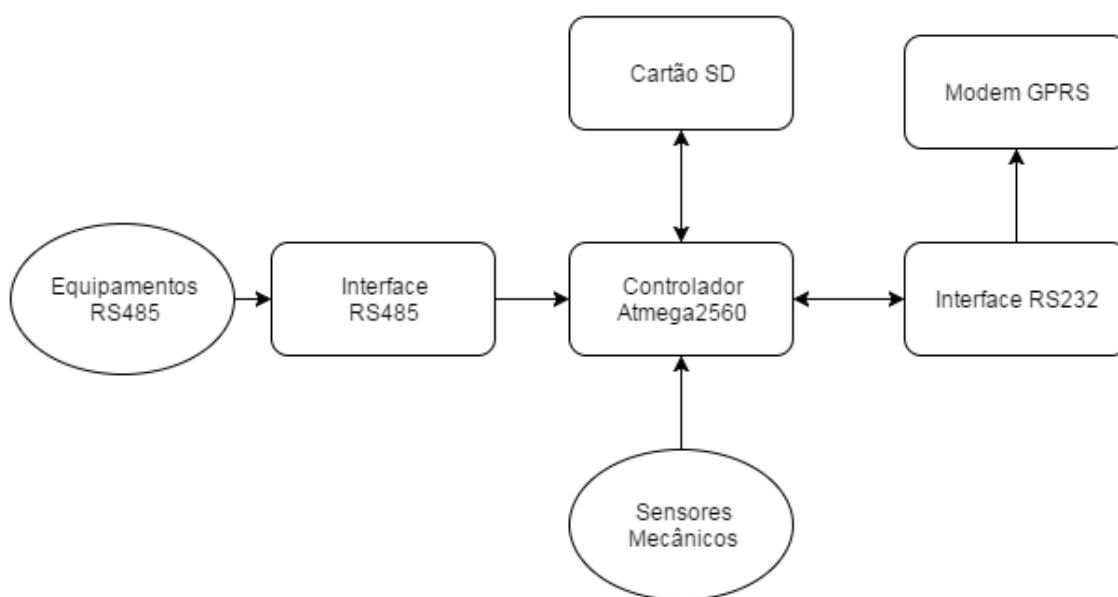 Cartão SD
Modem GPRS
Equipamentos
RS485
Interface
RS485
Controlador
Atmega2560
Interface RS232
Sensores
Mecânicos